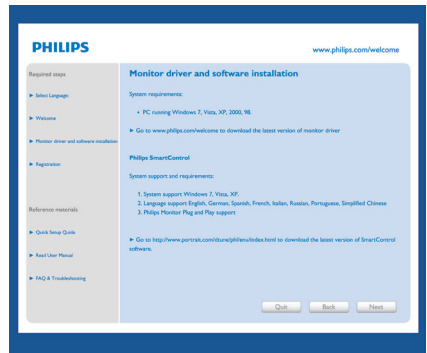 PHILIPS
www.philips.com/welcome
Required steps
Select Language:
Welcome
Monitor driver and software installation
Registration
Reference materials
Quick Setup Quide
Read User Manual
FAQ & Troubleshooting
Monitor driver and software installation
System requirements:
• PC running Windows 7, Vista, XP, 2000, 98.
Go to www.philips.com/welcome to download the latest version of monitor driver
Philips SmartControl
System support and requirements:
1. System support Windows 7, Vista, XP.
2. Language support English, German, Spanish, French, Italian, Russian, Portuguese, Simplified Chinese
3. Philips Monitor Plug and Play support
Go to http://www.portrait.com/dtune/phl/enu/index.html to download the latest version of SmartControl
software.
Quit
Back
Next